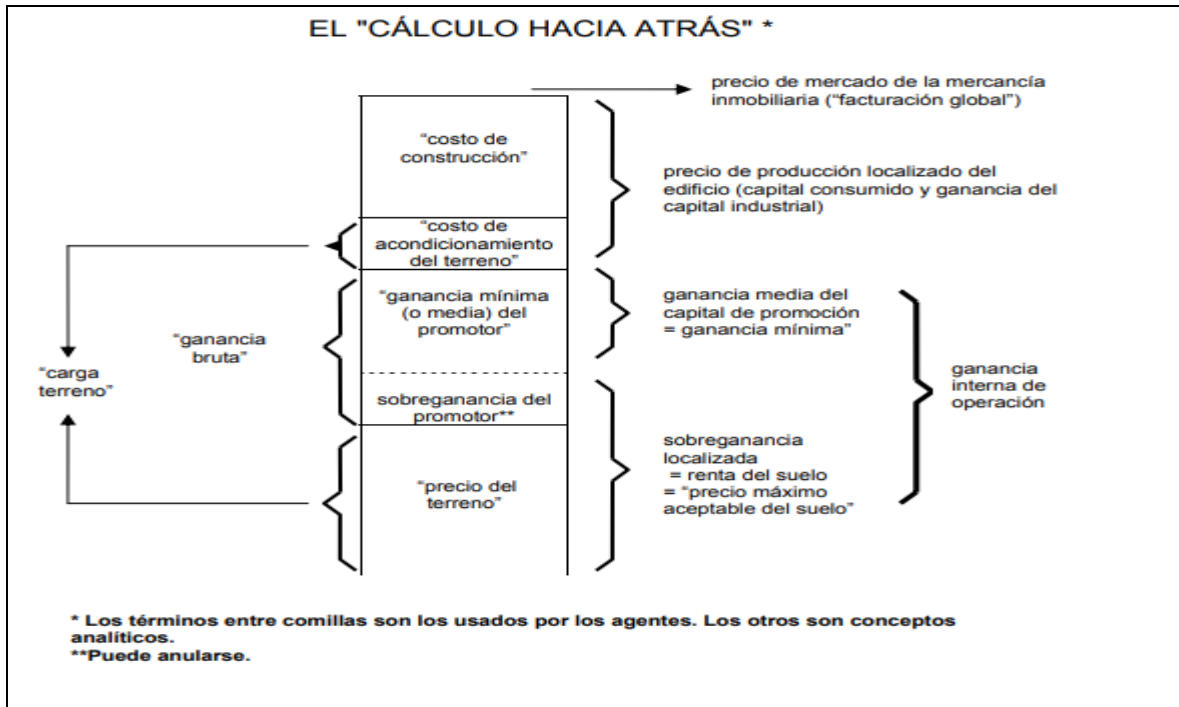 EL "CÁLCULO HACIA ATRÁS" *
precio de mercado de la mercancía
inmobiliaria (“facturación global”)
“costo de
construcción”
precio de producción localizado del
edificio (capital consumido y ganancia del
capital industrial)
“costo de
acondicionamiento
del terreno”
“ganancia mínima
(o media) del
promotor”
ganancia media del
capital de promoción
= ganancia mínima”
“ganancia
bruta”
“carga
terreno”
ganancia
interna de
operación
sobreganancia del
promotor**
sobreganancia
localizada
= renta del suelo
= “precio máximo
aceptable del suelo”
“precio del
terreno”
* Los términos entre comillas son los usados por los agentes. Los otros son conceptos
analíticos.
**Puede anularse.